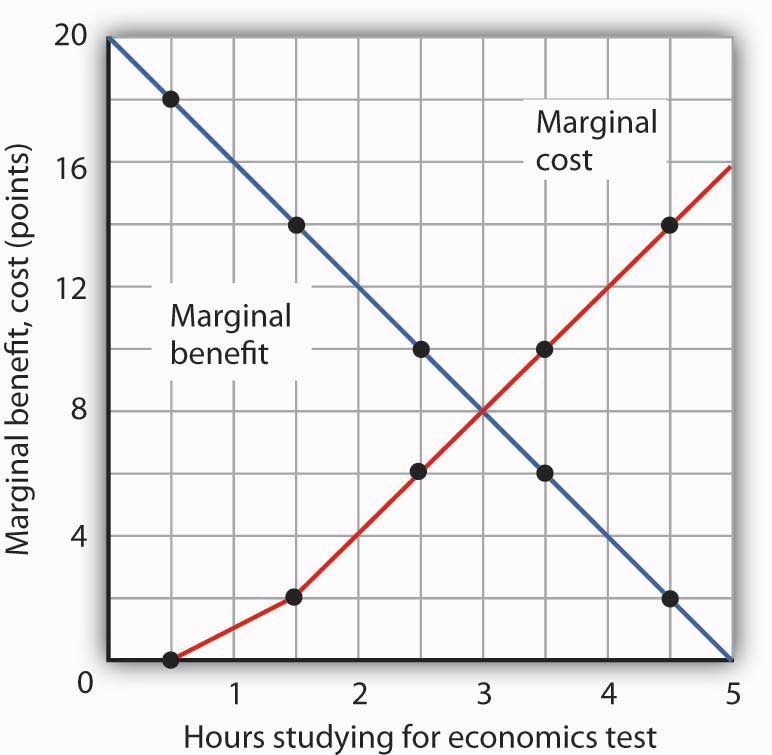 20
16
12
8
4
0
Marginal benefit, cost (points)
Marginal
cost
Marginal
benefit
1 2 3 4 5
Hours studying for economics test